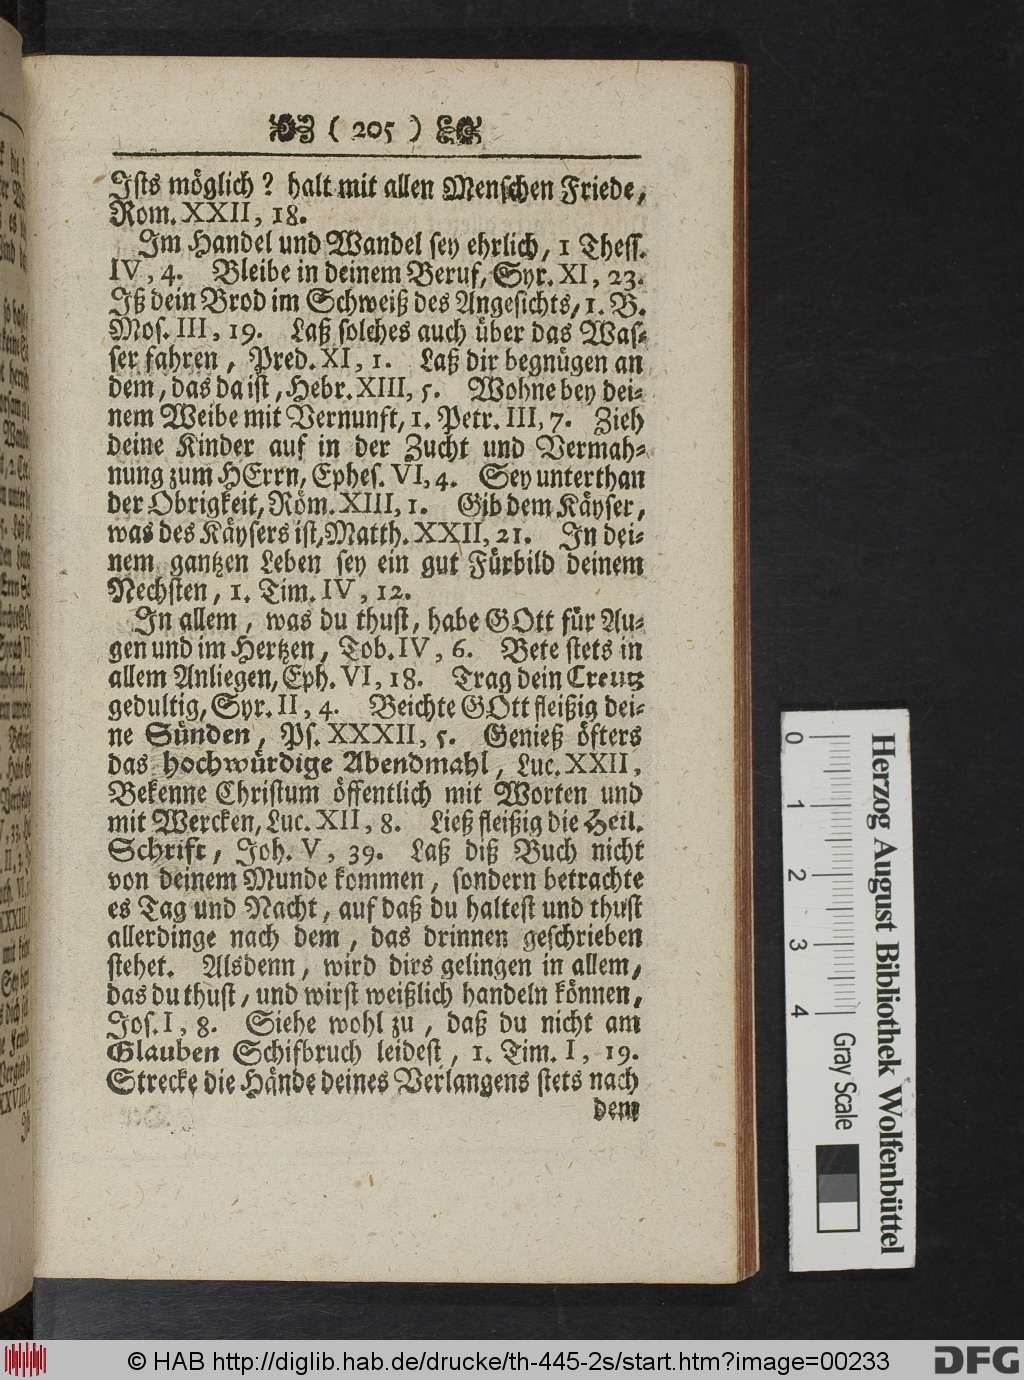 ( 205 )
Ists möglich? halt mit allen Menschen Friede,
Rom. XXII, 18.
Im Handel und Wandel sey ehrlich, 1 Thess.
IV, 4. Bleibe in deinem Beruf, Syr. XI, 23.
Iß dein Brod im Schweiß des Angesichts, 1. B.
Mos. III, 19. Laß solches auch über das Was-
ser fahren, Pred. XI, 1. Laß dir begnügen an
dem, das da ist, Hebr. XIII, 5. Wohne bey dei-
nem Weibe mit Vernunft, 1. Petr. III, 7. Zieh
deine Kinder auf in der Zucht und Vermah-
nung zum HErrn, Ephes. VI, 4. Sey unterthan
der Obrigkeit, Röm. XIII, 1. Gib dem Käyser,
was des Käysers ist, Matth. XXII, 21. In dei-
nem gantzen Leben sey ein gut Fürbild deinem
Nechsten, 1. Tim. IV, 12.
In allem, was du thust, habe GOtt für Au-
gen und im Hertzen, Tob. IV, 6. Bete stets in
allem Anliegen, Eph. VI, 18. Trag dein Creutz
gedultig, Syr. II, 4. Beichte GOtt fleißig dei-
ne Sünden, Ps. XXXII, 5. Genieß öfters
das hochwürdige Abendmahl, Luc. XXII,
Bekenne Christum öffentlich mit Worten und
mit Wercken, Luc. XII, 8. Ließ fleißig die Heil.
Schrift, Joh. V, 39. Laß diß Buch nicht
von deinem Munde kommen, sondern betrachte
es Tag und Nacht, auf daß du haltest und thust
allerdinge nach dem, das drinnen geschrieben
stehet. Alsdenn, wird dirs gelingen in allem,
das du thust, und wirst weißlich handeln können,
Jos. I, 8. Siehe wohl zu, daß du nicht am
Glauben Schifbruch leidest, 1. Tim. I, 19.
Strecke die Hände deines Verlangens stets nach
dem
Herzog August Bibliothek Wolfenbüttel
0 1 2 3 4 Gray Scale
© HAB http://diglib.hab.de/drucke/th-445-2s/start.htm?image=00233
DFG